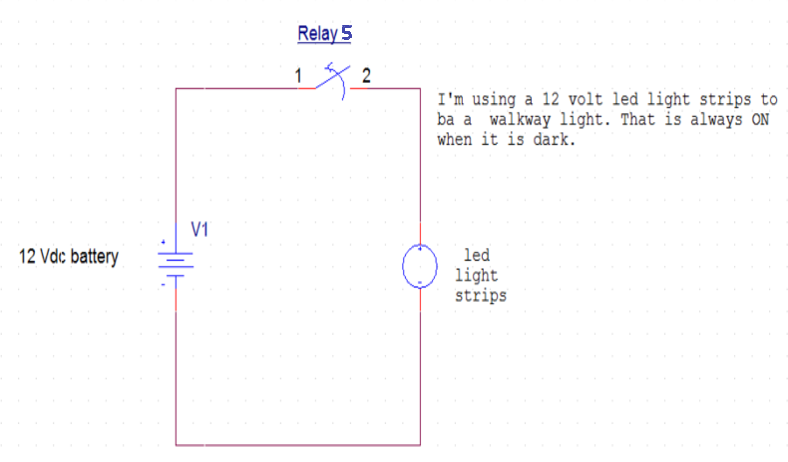 Relay 5
1 2
I'm using a 12 volt led light strips to
ba a walkway light. That is always ON
when it is dark.
V1
12 Vdc battery
led
light
strips